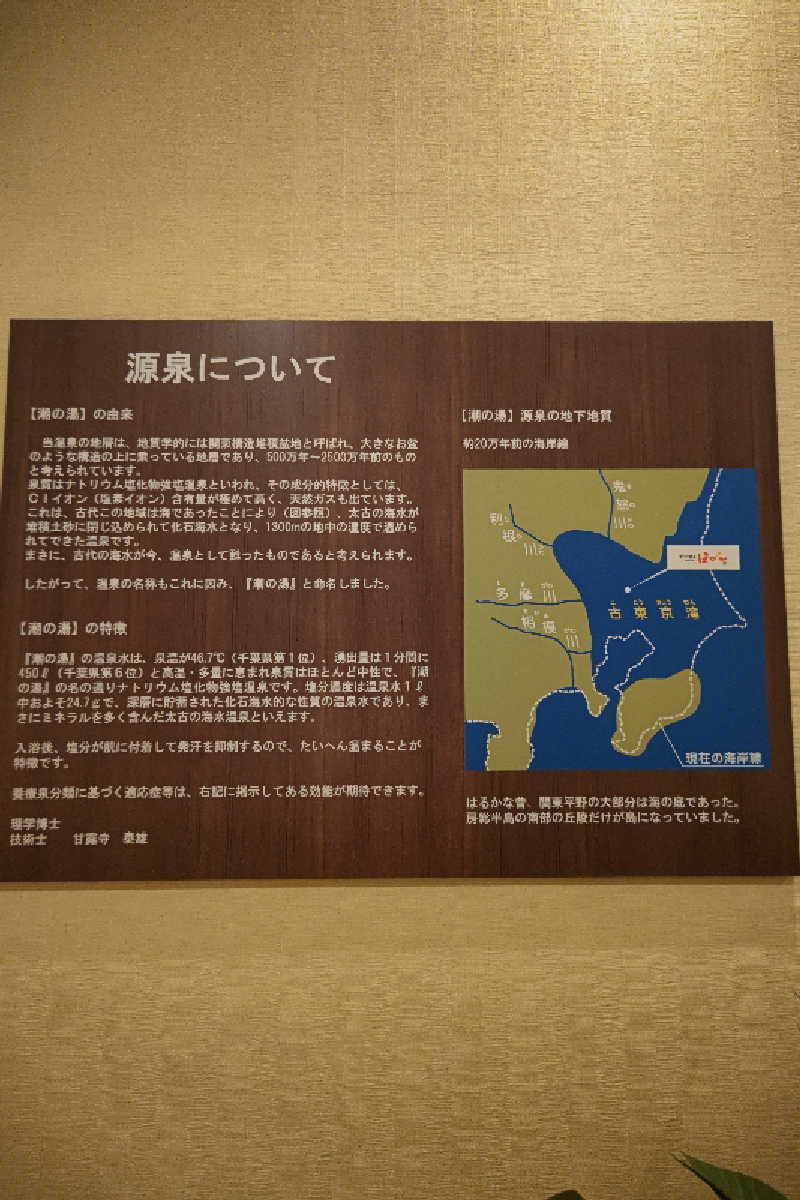 源泉について
【潮の湯】の由来
当温泉の地層は、地質学的には関東構造堆積盆地と呼ばれ、大きなお盆
のような構造の上に載っている地層であり、500万年〜2503万年前のもの
と考えられています。
泉質はナトリウム塩化物強塩温泉といわれ、その成分的特徴としては、
Clイオン（塩素イオン）含有量が極めて高く、天然ガスも出ています。
これは、古代この地域は海であったことにより（図参照）、太古の海水が
堆積土砂に閉じ込められて化石海水となり、1300mの地中の温度で温めら
れてできた温泉です。
まさに、古代の海水が今、温泉として甦ったものであると考えられます。
したがって、温泉の名称もこれに因み、『潮の湯』と命名しました。
【潮の湯】の特徴
『潮の湯』の温泉水は、泉温が46.7℃（千葉県第1位）、湧出量は1分間に
450ℓ（千葉県第6位）と高温・多量に恵まれ泉質はほとんど中性で、『潮
の湯』の名の通りナトリウム塩化物強塩温泉です。塩分濃度は温泉水1ℓ
中およそ24.7gで、深層に貯蓄された化石海水的な性質の温泉水であり、ま
さにミネラルを多く含んだ太古の海水温泉といえます。
入浴後、塩分が肌に付着して発汗を抑制するので、たいへん温まることが
特徴です。
療養泉分類に基づく適応症等は、右記に掲示してある効能が期待できます。
理学博士
技術士 甘露寺 泰雄
【潮の湯】源泉の地下地質
約20万年前の海岸線
鬼怒川
利根川
多摩川
相模川
古東京湾
現在の海岸線
はるかな昔、関東平野の大部分は海の底であった。
房総半島の南部の丘陵だけが島になっていました。